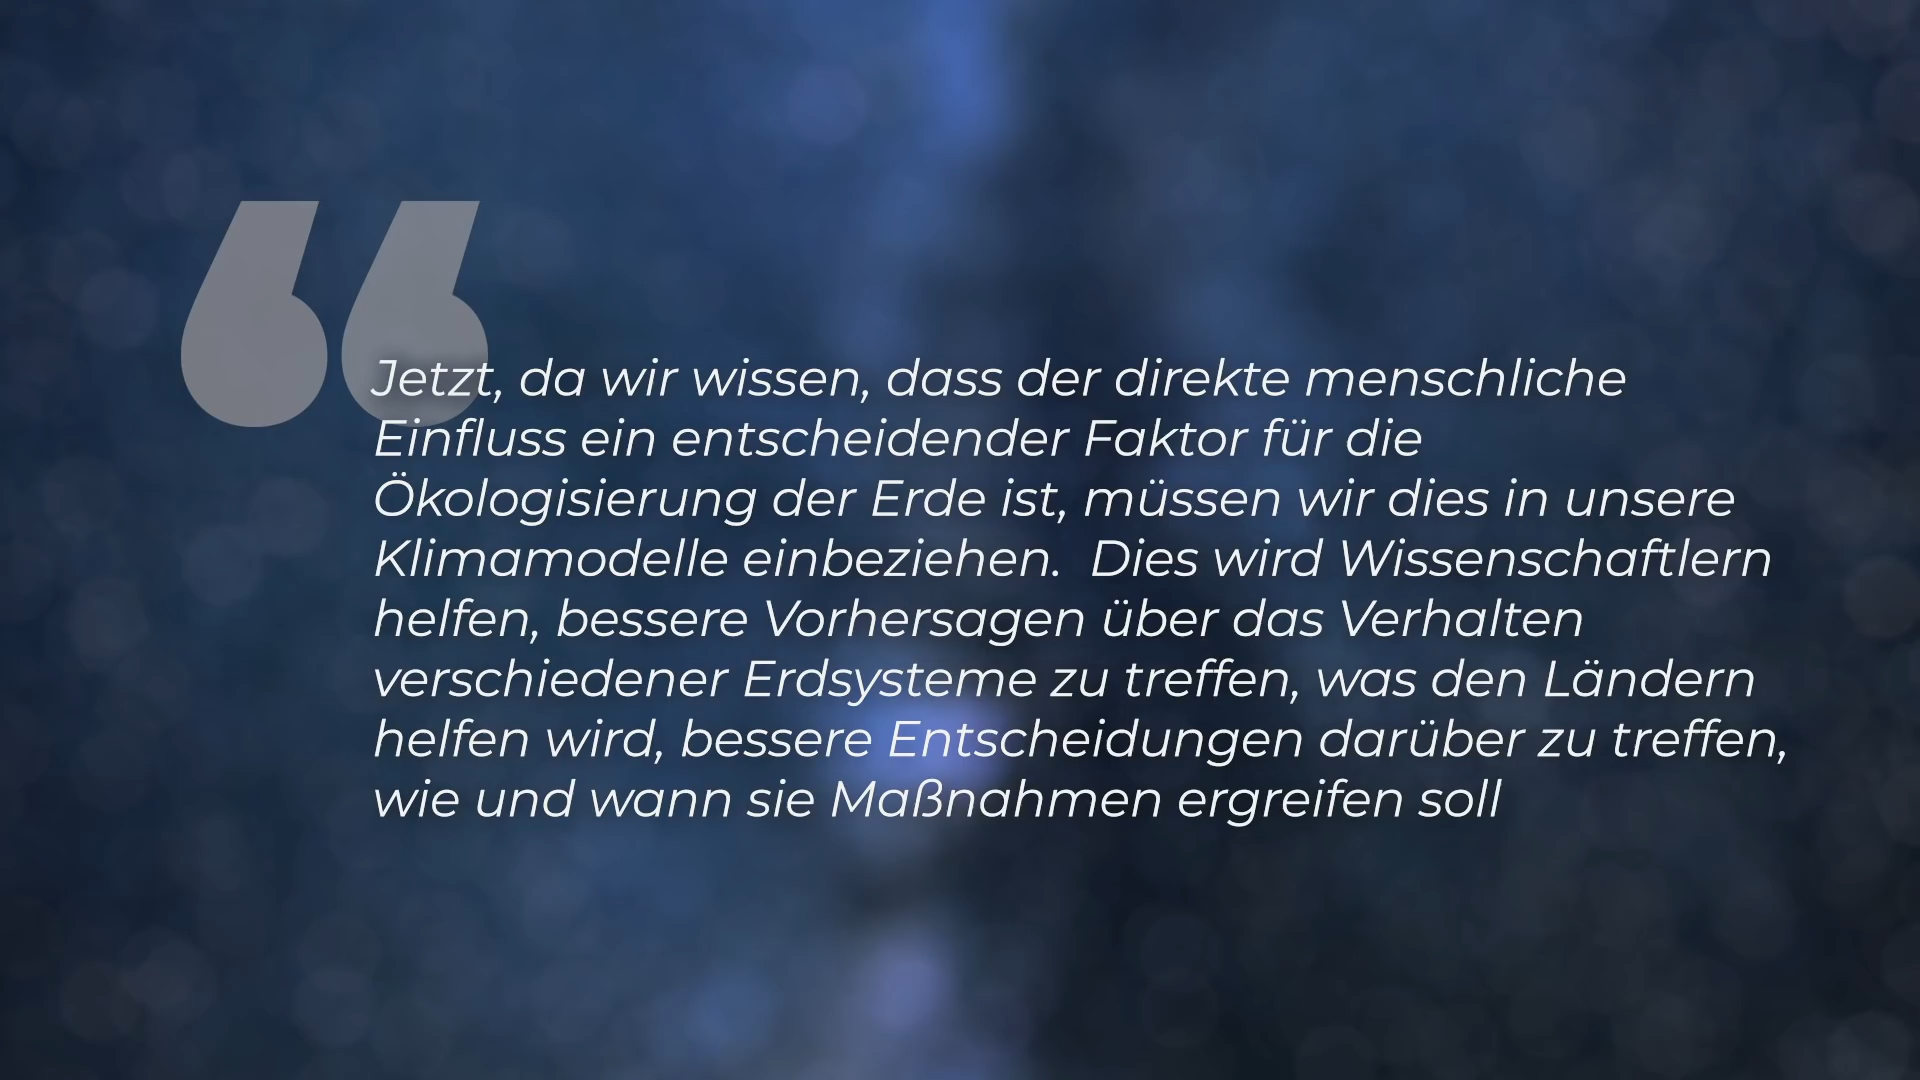 Jetzt, da wir wissen, dass der direkte menschliche
Einfluss ein entscheidender Faktor für die
Ökologisierung der Erde ist, müssen wir dies in unsere
Klimamodelle einbeziehen.  Dies wird Wissenschaftlern
helfen, bessere Vorhersagen über das Verhalten
verschiedener Erdsysteme zu treffen, was den Ländern
helfen wird, bessere Entscheidungen darüber zu treffen,
wie und wann sie Maßnahmen ergreifen soll